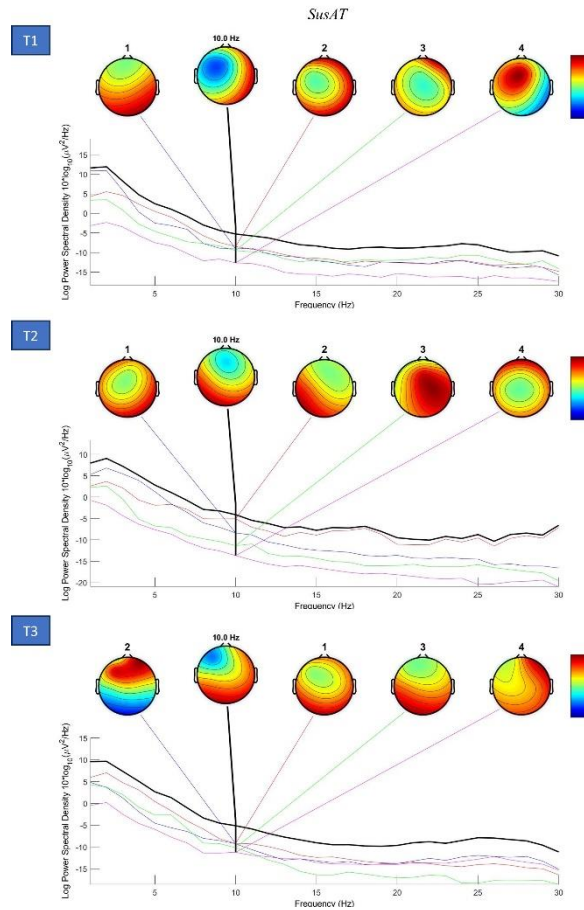 SusAT
T1
1 10.0 Hz 2 3 4
15
10
5
0
-5
-10
-15
Log Power Spectral Density 10*log10(μV2/Hz)
5 10 15 20 25 30
Frequency (Hz)
T2
1 10.0 Hz 2 3 4
10
5
0
-5
-10
-15
-20
Log Power Spectral Density 10*log10(μV2/Hz)
5 10 15 20 25 30
Frequency (Hz)
T3
2 10.0 Hz 1 3 4
15
10
5
0
-5
-10
-15
Log Power Spectral Density 10*log10(μV2/Hz)
5 10 15 20 25 30
Frequency (Hz)